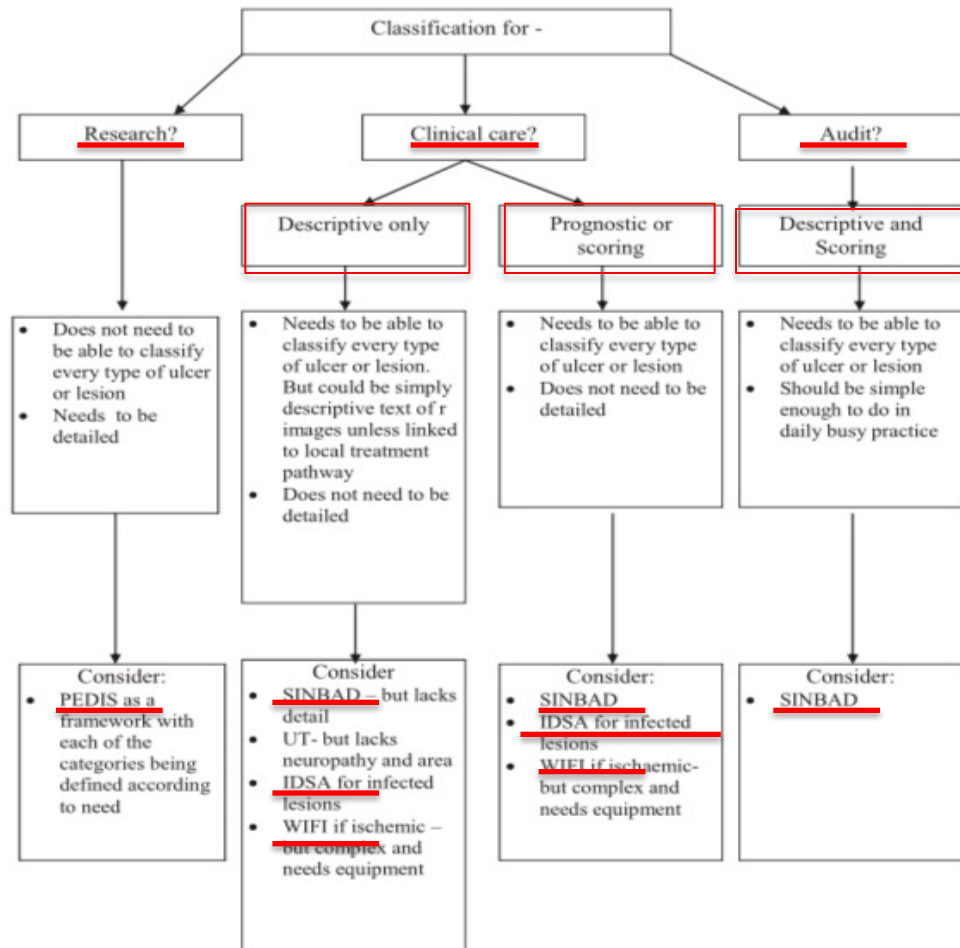 Classification for -
Research?
Clinical care?
Audit?
Descriptive only
Prognostic or
scoring
Descriptive and
Scoring
• Does not need to
be able to classify
every type of ulcer
or lesion
• Needs to be
detailed
• Needs to be able to
classify every type of
ulcer or lesion.
But could be simply
descriptive text of r
images unless linked
to local treatment
pathway
• Does not need to be
detailed
• Needs to be able to
classify every type
of ulcer or lesion
• Does not need to be
detailed
• Needs to be able to
classify every type
of ulcer or lesion
• Should be simple
enough to do in
daily busy practice
Consider:
• PEDIS as a
framework with
each of the
categories being
defined according
to need
Consider
• SINBAD – but lacks
detail
• UT- but lacks
neuropathy and area
• IDSA for infected
lesions
• WIFI if ischemic –
but complex and
needs equipment
Consider:
• SINBAD
• IDSA for infected
lesions
• WIFI if ischaemic-
but complex and
needs equipment
Consider:
• SINBAD